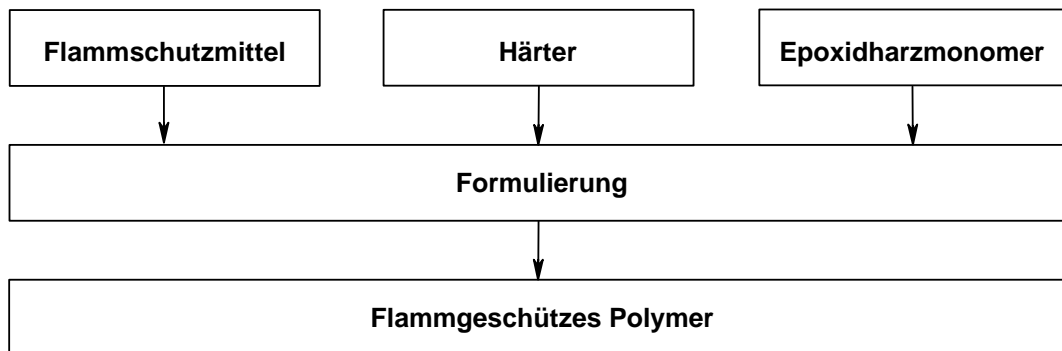 Flammschutzmittel
Härter
Epoxidharzmonomer
Formulierung
Flammgeschützes Polymer